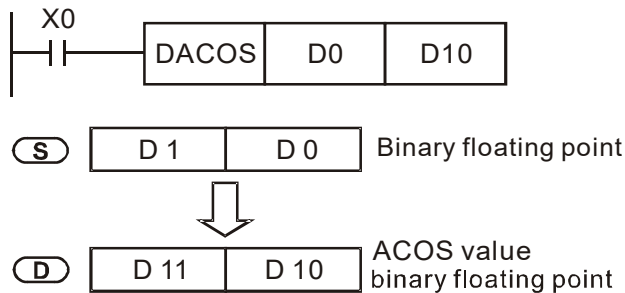 X0
DACOS D0 D10
S D 1 D 0 Binary floating point
D D 11 D 10 ACOS value
binary floating point